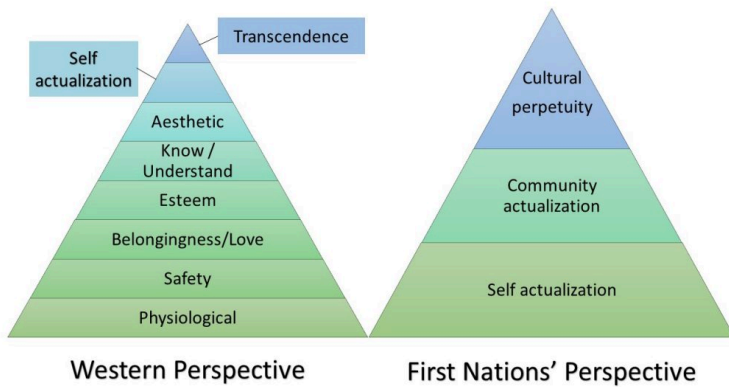 Transcendence
Self
actualization
Aesthetic
Know /
Understand
Esteem
Belongingness/Love
Safety
Physiological
Western Perspective
Cultural
perpetuity
Community
actualization
Self actualization
First Nations’ Perspective